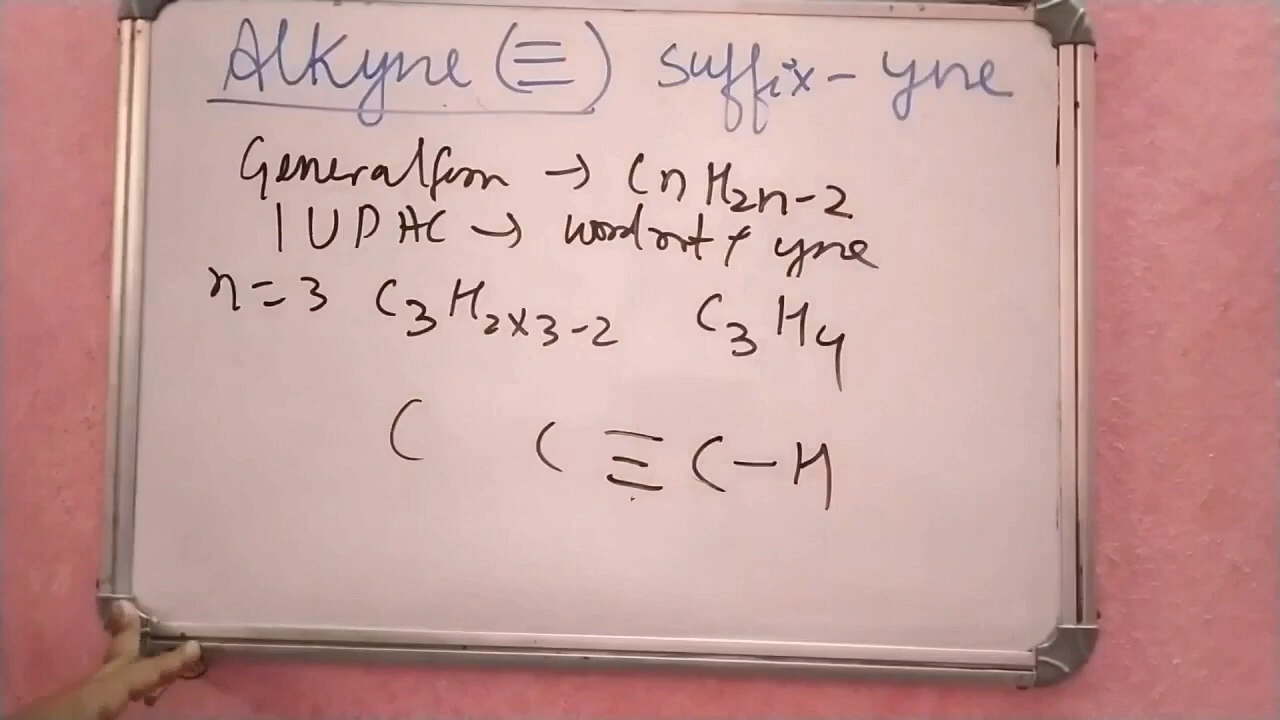 Alkyne (≡) suffix - yne
General form → CnH2n-2
IUPAC → word root + yne
n=3 C3H2x3-2 C3H4
C C≡C-H